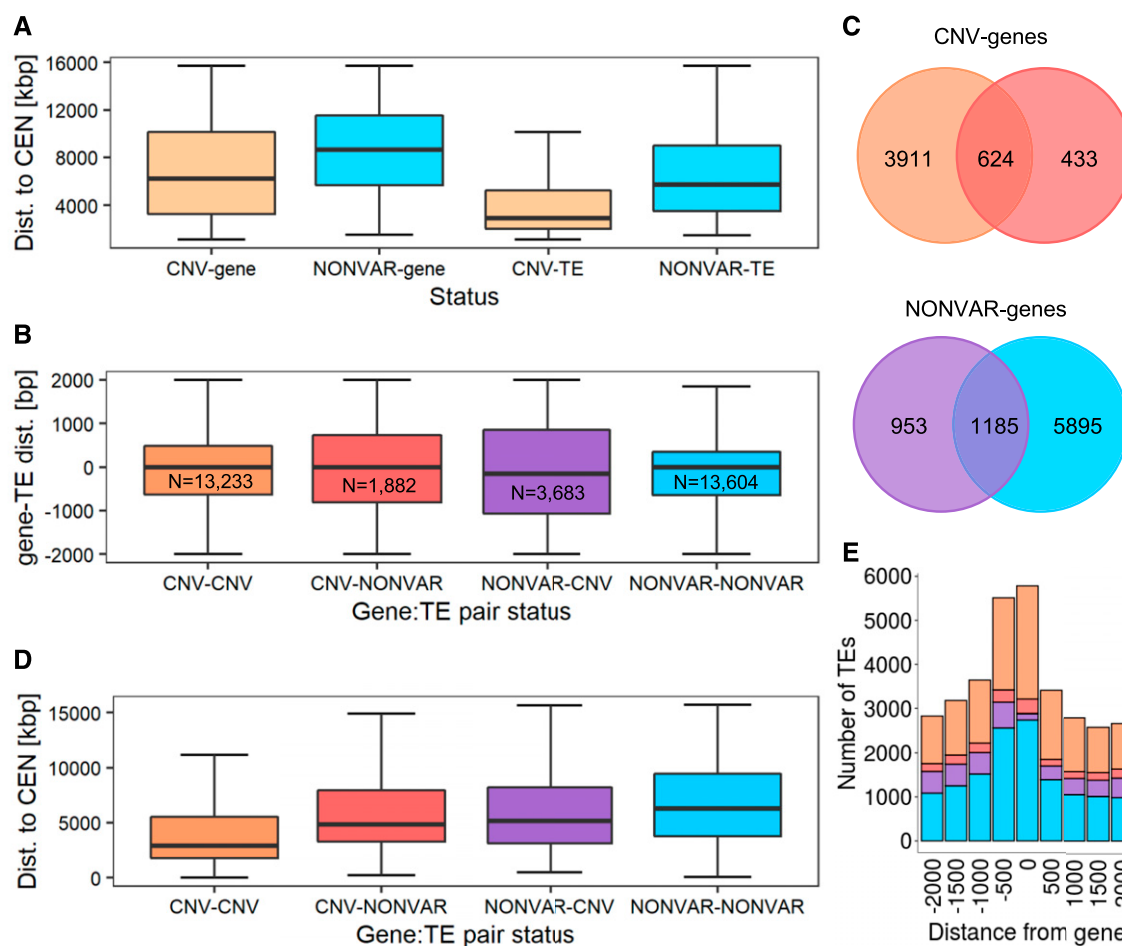 A
Dist. to CEN [kbp]
16000
12000
8000
4000
CNV-gene NONVAR-gene CNV-TE NONVAR-TE
Status
B
gene-TE dist. [bp]
2000
1000
0
-1000
-2000
N=13,233 N=1,882 N=3,683 N=13,604
CNV-CNV CNV-NONVAR NONVAR-CNV NONVAR-NONVAR
Gene:TE pair status
C
CNV-genes
3911 624 433
NONVAR-genes
953 1185 5895
D
Dist. to CEN [kbp]
15000
10000
5000
0
CNV-CNV CNV-NONVAR NONVAR-CNV NONVAR-NONVAR
Gene:TE pair status
E
Number of TEs
6000
5000
4000
3000
2000
1000
0
-2000 -1500 -1000 -500 0 500 1000 1500 2000
Distance from gene